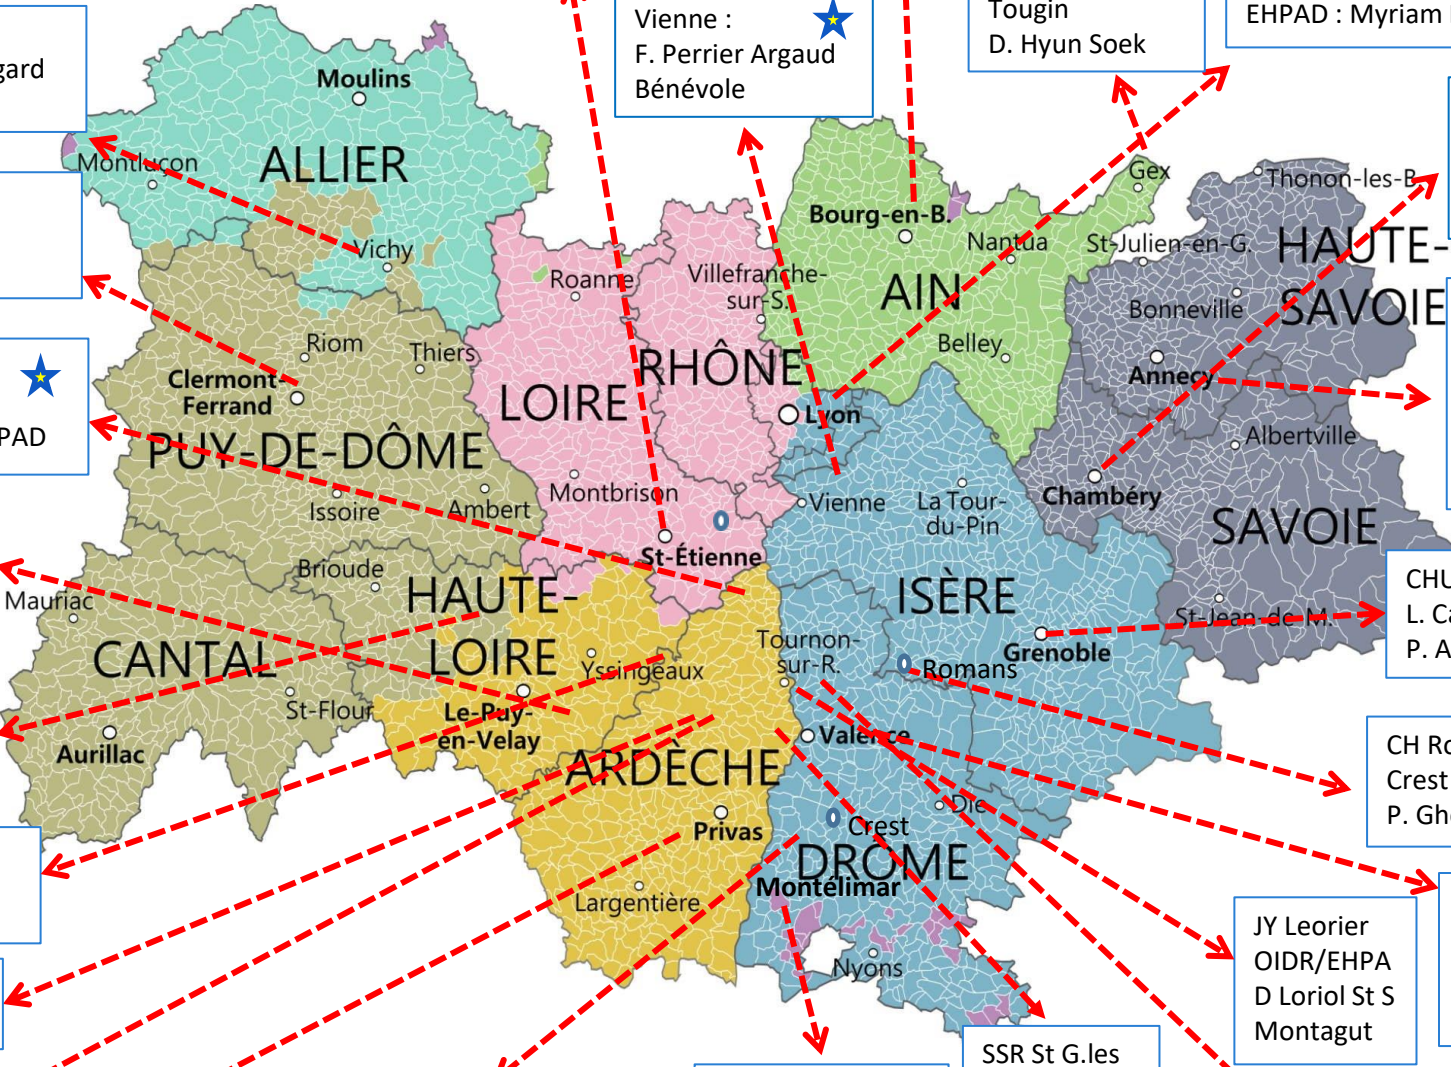 Vienne :
F. Perrier Argaud
Bénévole
Tougin
D. Hyun Soek
EHPAD : Myriam
gard
Moulins
Montluçon
ALLIER
Vichy
Gex
Thonon-les-B.
Bourg-en-B.
Nantua
St-Julien-en-G.
HAUTE-
SAVOIE
Roanne
Villefranche-
sur-S.
AIN
Bonneville
Riom
Thiers
Belley
Clermont-
Ferrand
LOIRE
RHÔNE
Annecy
Lyon
PAD
PUY-DE-DÔME
Albertville
Issoire
Ambert
Montbrison
Vienne
La Tour-
du-Pin
Chambéry
SAVOIE
St-Étienne
Brioude
Mauriac
HAUTE-
LOIRE
ISÈRE
CHU
L. Ca
P. A
St-Jean-de-M.
CANTAL
Yssingeaux
Tournon-
sur-R.
Romans
Grenoble
St-Flour
Le-Puy-
en-Velay
Aurillac
Valence
ARDÈCHE
CH Ro
Crest
P. Gh
Privas
Crest
Die
DRÔME
Montélimar
Largentière
Nyons
JY Leorier
OIDR/EHPA
D Loriol St S
Montagut
SSR St G.les